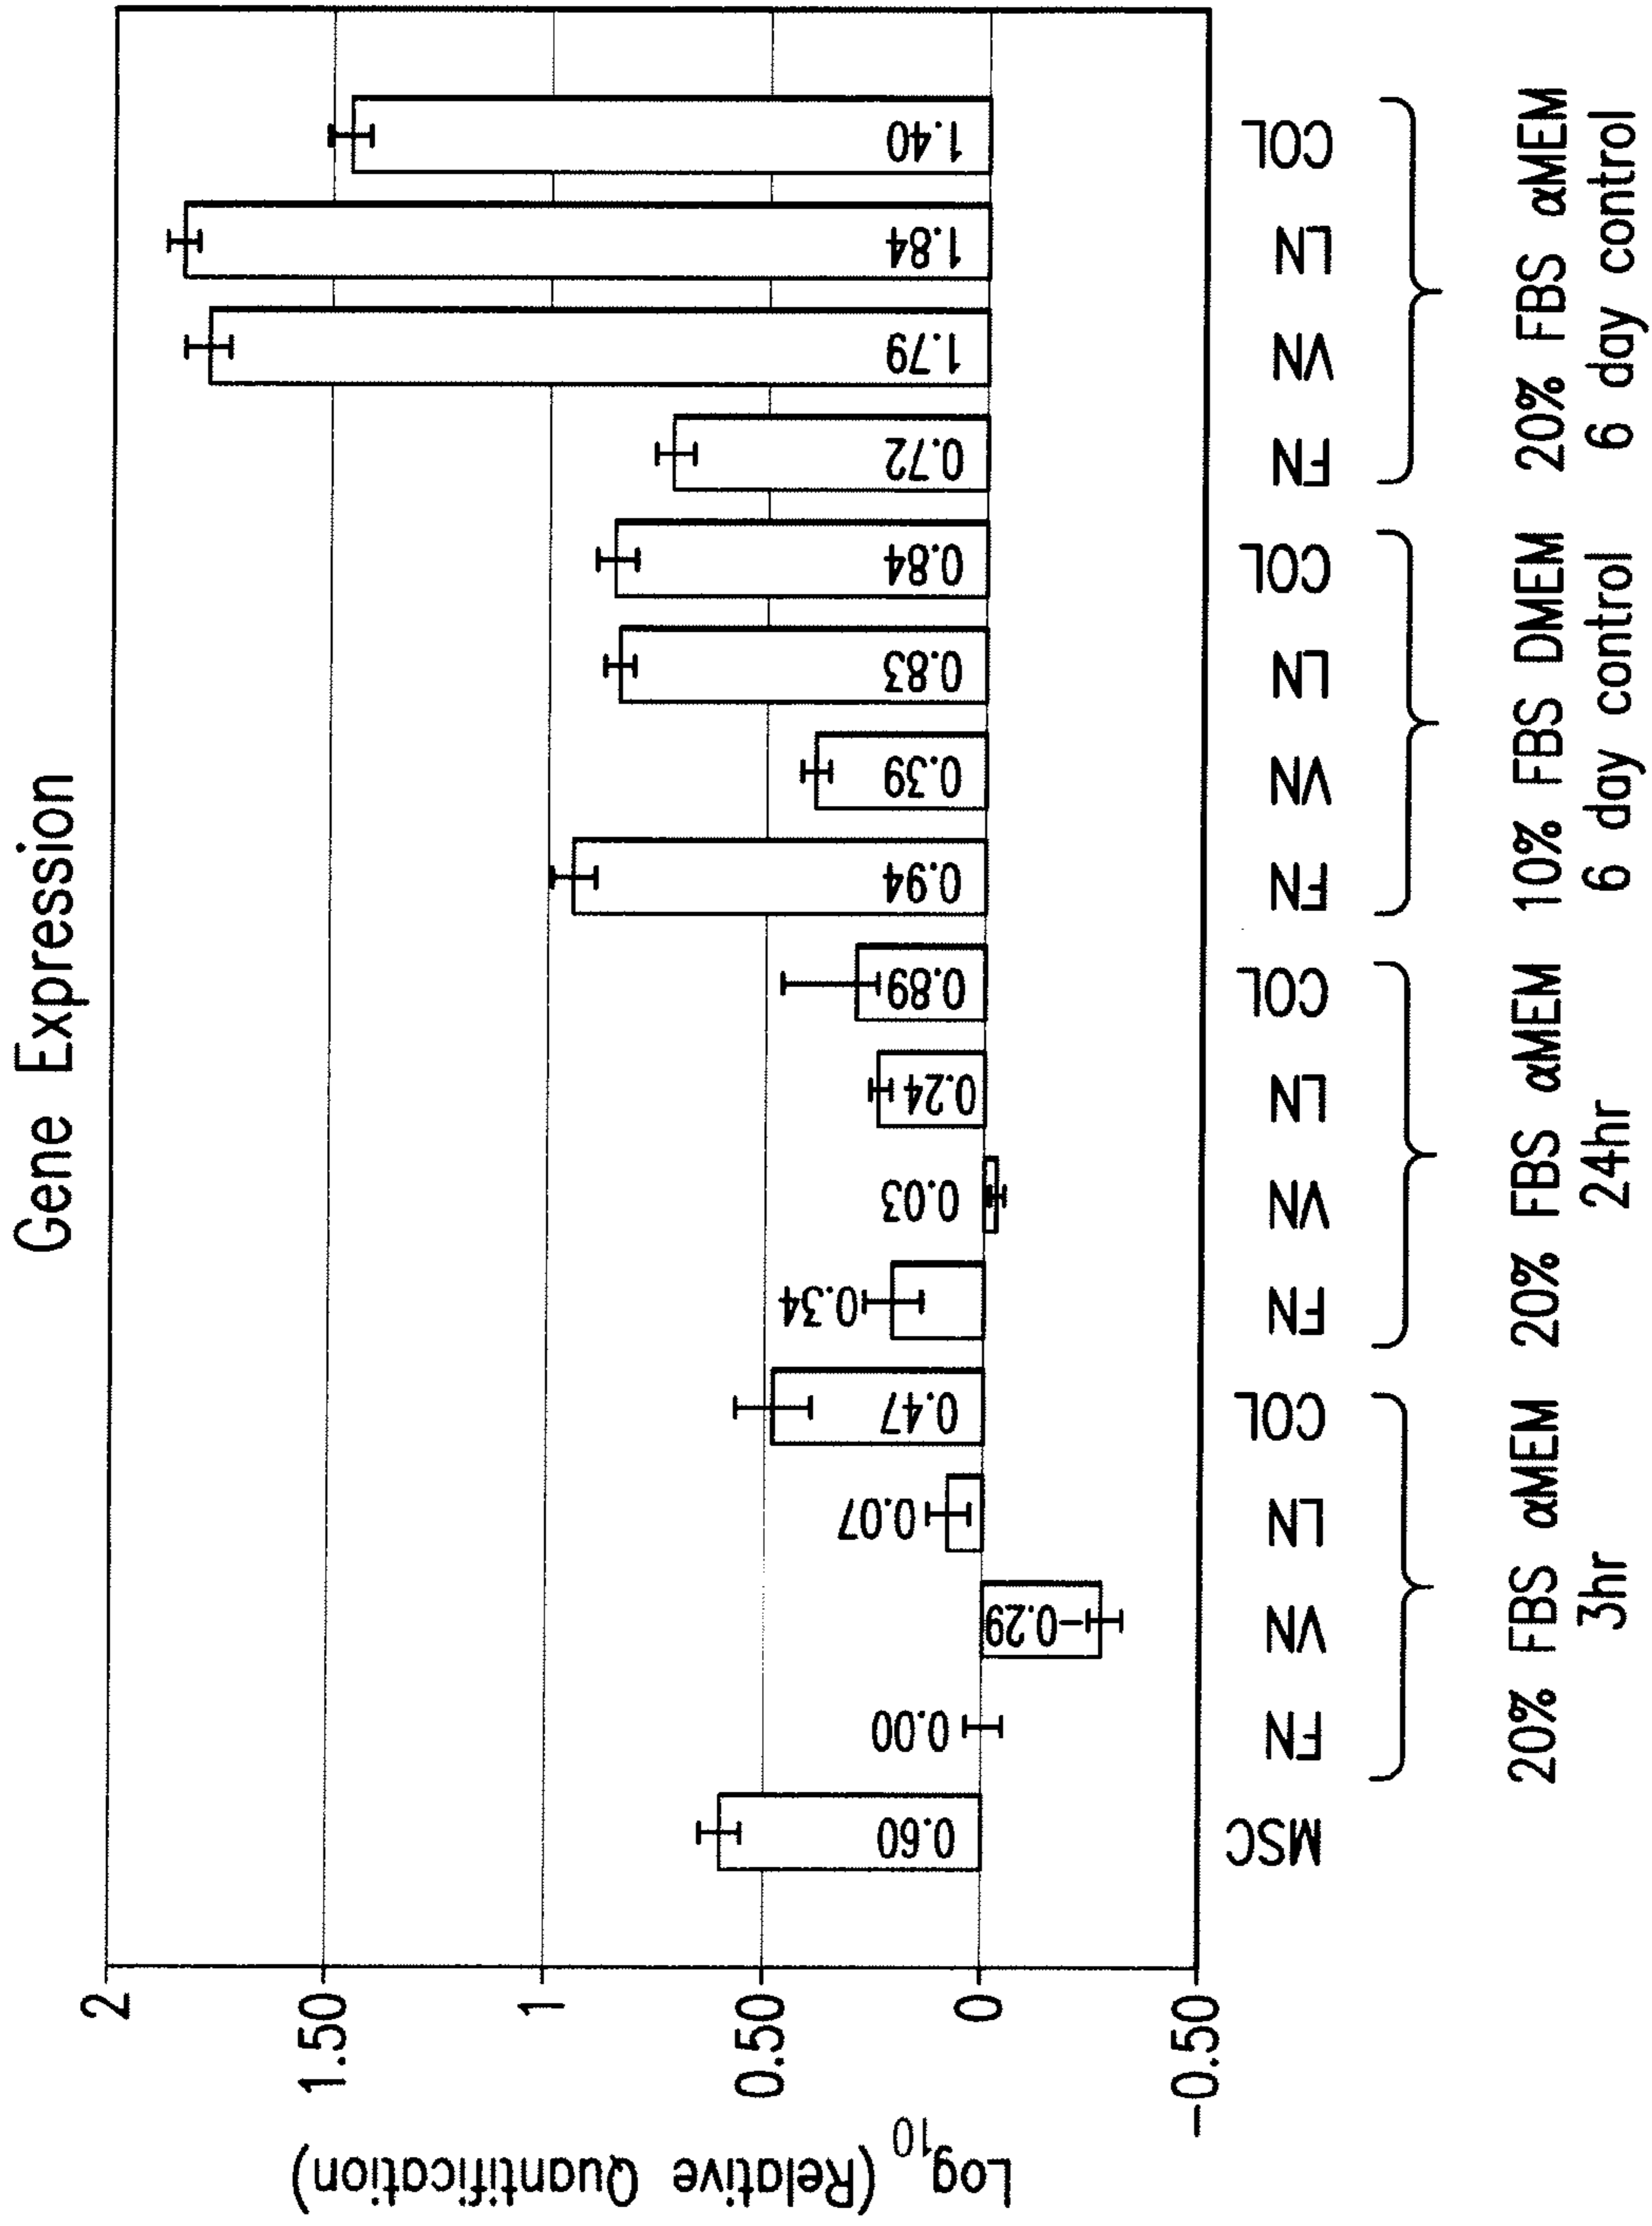 Gene Expression
Log10 (Relative Quantification)
2
1.50
1
0.50
0
-0.50
0.60
0.00
-0.29
0.07
0.47
0.34
0.03
0.24
0.89
0.94
0.39
0.83
0.84
0.72
1.79
1.84
1.40
MSC
FN
VN
LN
COL
FN
VN
LN
COL
FN
VN
LN
COL
FN
VN
LN
COL
20% FBS αMEM
3hr
20% FBS αMEM
24hr
10% FBS DMEM
6 day control
20% FBS αMEM
6 day control